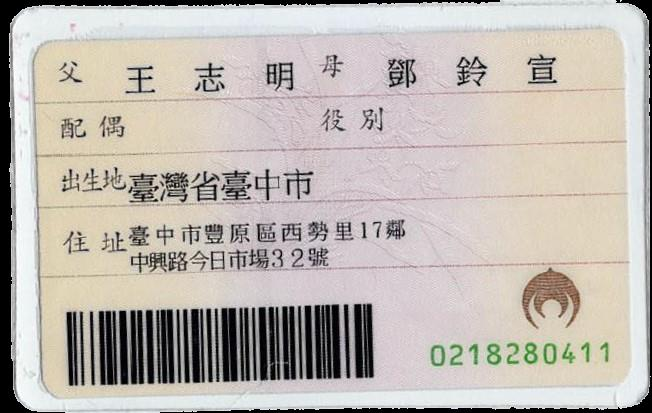 父 王志明 母 鄧鈴宣
配偶 役別
出生地 臺灣省臺中市
住址 臺中市豐原區西勢里17鄰
中興路今日市場32號
0218280411